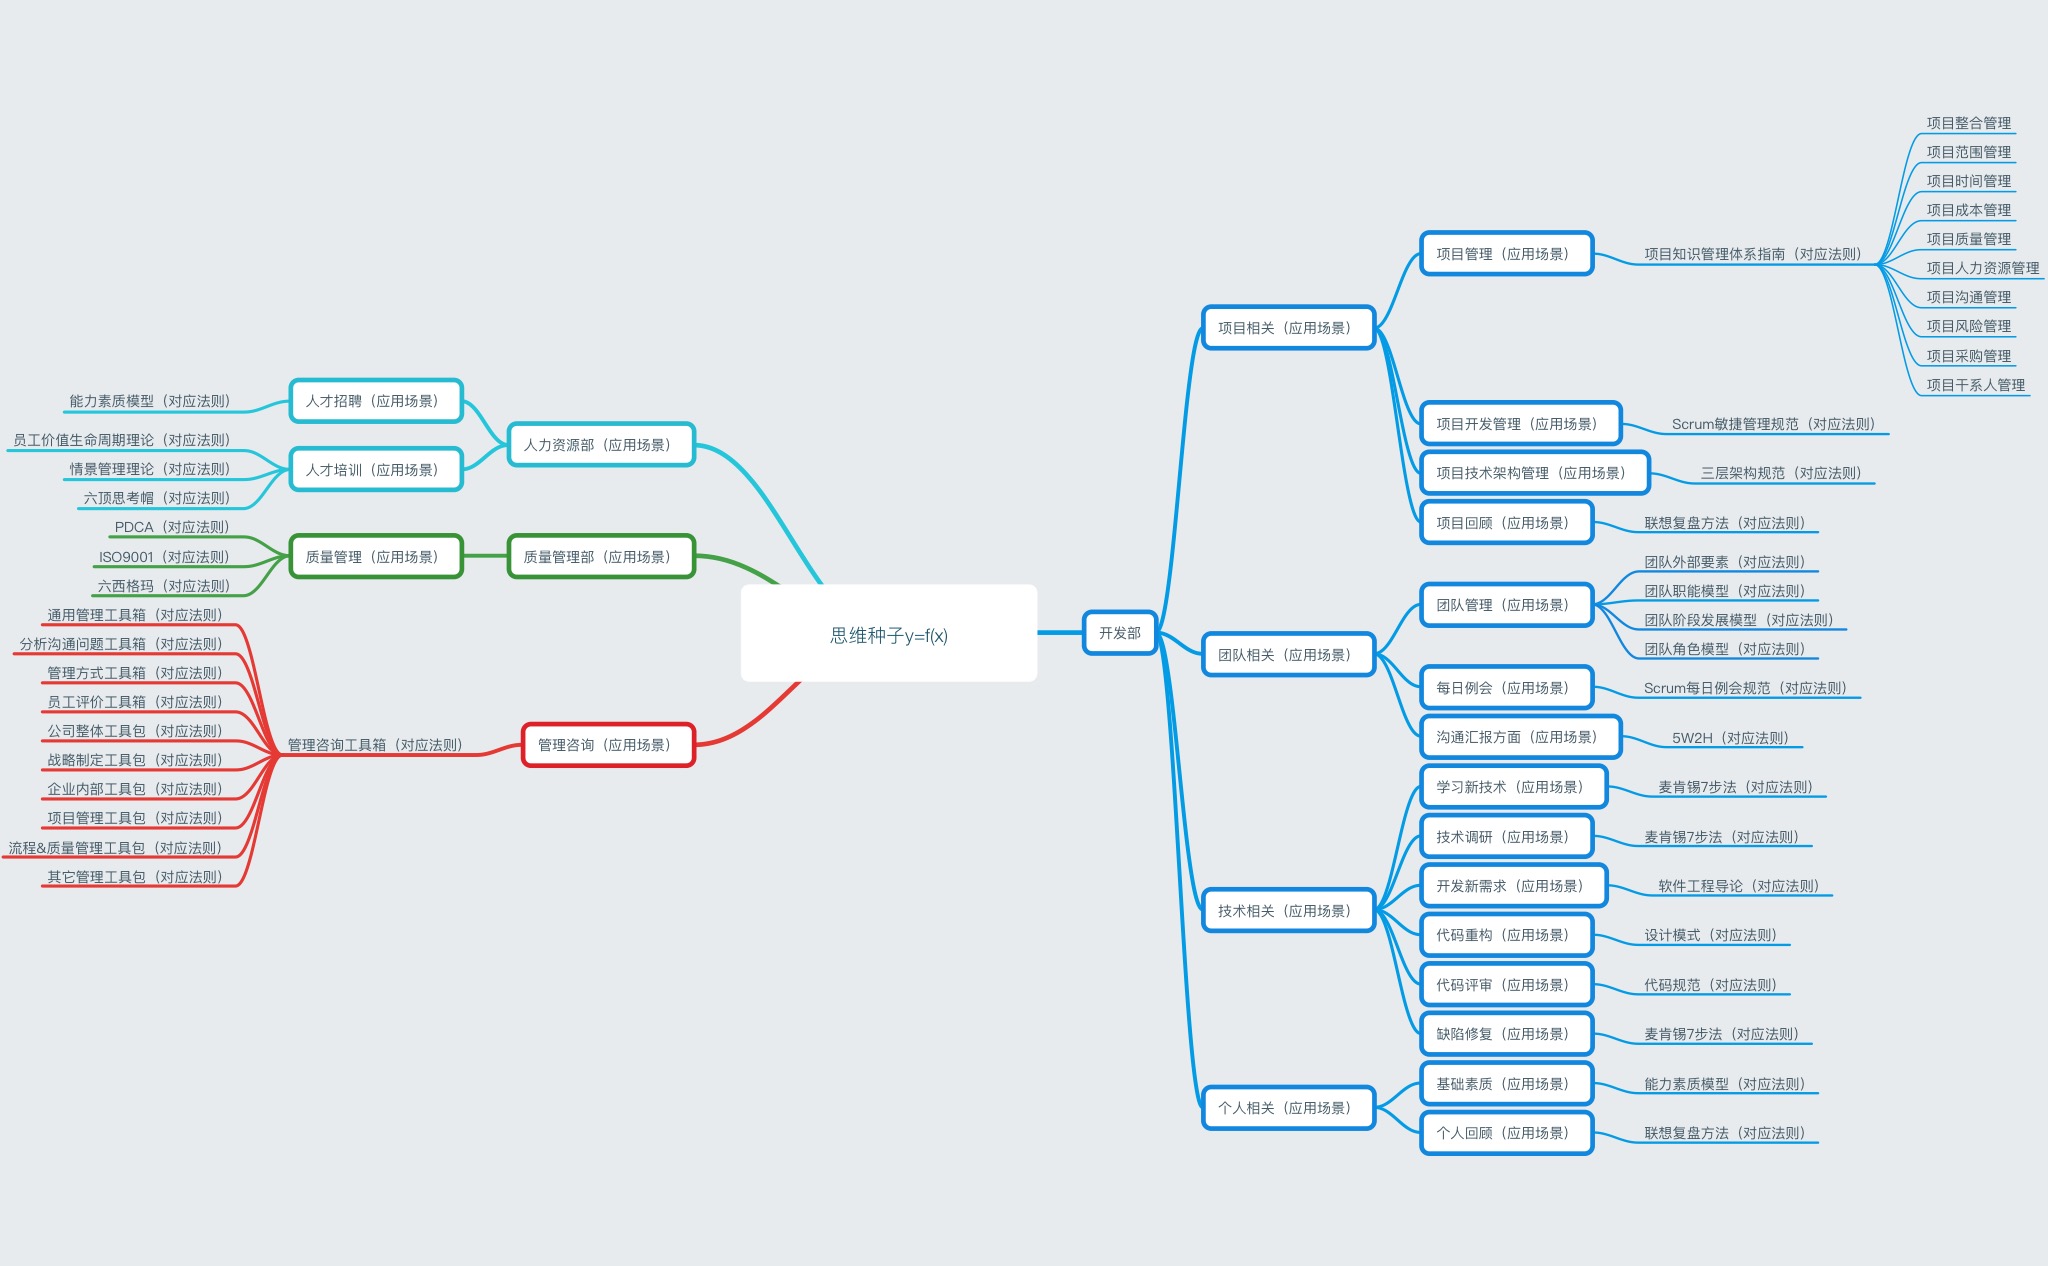 思维种子y=f(x)
开发部
项目相关（应用场景）
项目管理（应用场景）
项目知识管理体系指南（对应法则）
项目整合管理
项目范围管理
项目时间管理
项目成本管理
项目质量管理
项目人力资源管理
项目沟通管理
项目风险管理
项目采购管理
项目干系人管理
项目开发管理（应用场景）
Scrum敏捷管理规范（对应法则）
项目技术架构管理（应用场景）
三层架构规范（对应法则）
项目回顾（应用场景）
联想复盘方法（对应法则）
团队相关（应用场景）
团队管理（应用场景）
团队外部要素（对应法则）
团队职能模型（对应法则）
团队阶段发展模型（对应法则）
团队角色模型（对应法则）
每日例会（应用场景）
Scrum每日例会规范（对应法则）
沟通汇报方面（应用场景）
5W2H（对应法则）
技术相关（应用场景）
学习新技术（应用场景）
麦肯锡7步法（对应法则）
技术调研（应用场景）
麦肯锡7步法（对应法则）
开发新需求（应用场景）
软件工程导论（对应法则）
代码重构（应用场景）
设计模式（对应法则）
代码评审（应用场景）
代码规范（对应法则）
缺陷修复（应用场景）
麦肯锡7步法（对应法则）
个人相关（应用场景）
基础素质（应用场景）
能力素质模型（对应法则）
个人回顾（应用场景）
联想复盘方法（对应法则）
人力资源部（应用场景）
人才招聘（应用场景）
能力素质模型（对应法则）
人才培训（应用场景）
员工价值生命周期理论（对应法则）
情景管理理论（对应法则）
六顶思考帽（对应法则）
质量管理部（应用场景）
质量管理（应用场景）
PDCA（对应法则）
ISO9001（对应法则）
六西格玛（对应法则）
管理咨询（应用场景）
管理咨询工具箱（对应法则）
通用管理工具箱（对应法则）
分析沟通问题工具箱（对应法则）
管理方式工具箱（对应法则）
员工评价工具箱（对应法则）
公司整体工具包（对应法则）
战略制定工具包（对应法则）
企业内部工具包（对应法则）
项目管理工具包（对应法则）
流程&质量管理工具包（对应法则）
其它管理工具包（对应法则）